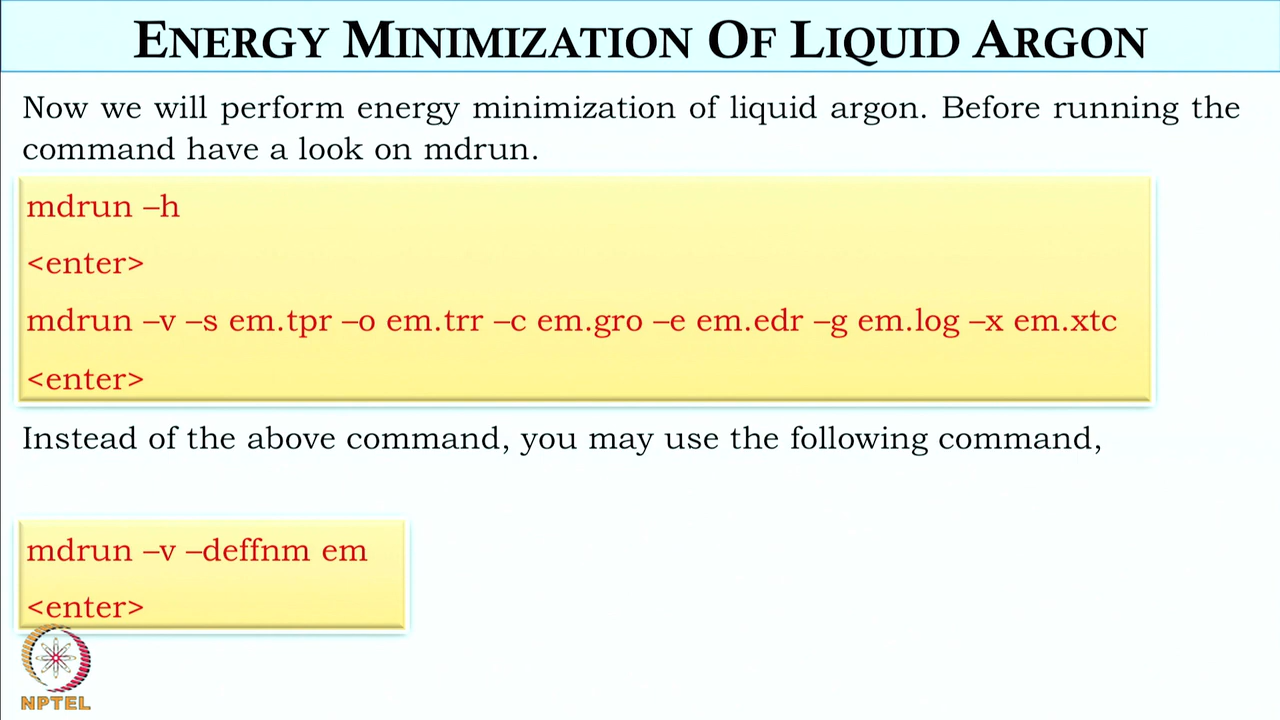 ENERGY MINIMIZATION OF LIQUID ARGON
Now we will perform energy minimization of liquid argon. Before running the
command have a look on mdrun.
mdrun –h
<enter>
mdrun –v –s em.tpr –o em.trr –c em.gro –e em.edr –g em.log –x em.xtc
<enter>
Instead of the above command, you may use the following command,
mdrun –v –deffnm em
<enter>
NPTEL